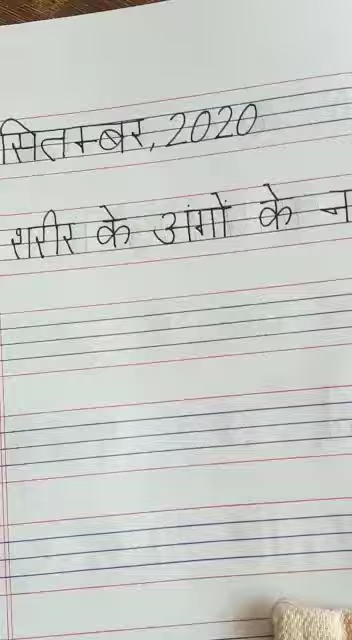 सितम्बर, 2020
शरीर के अंगों के न